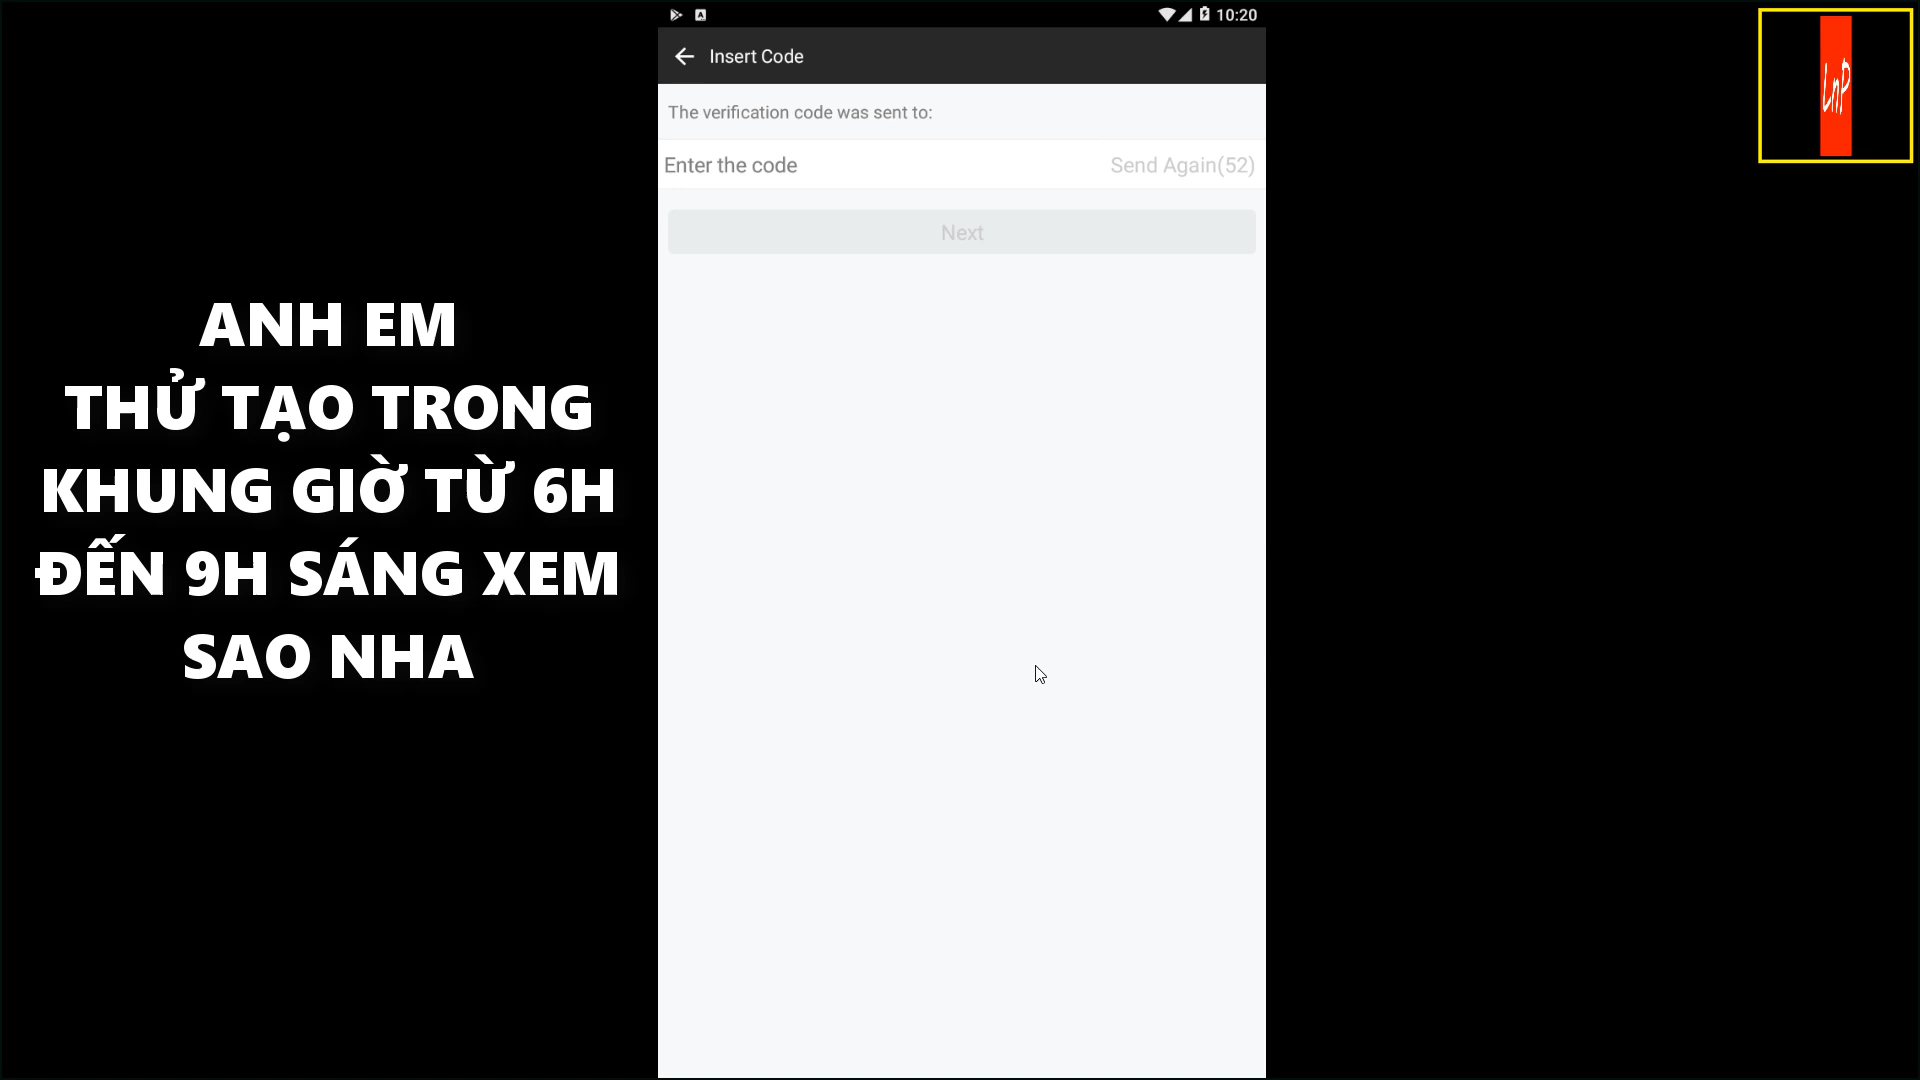 10:20
Insert Code
The verification code was sent to:
Enter the code
Send Again(52)
Next
ANH EM
THỬ TẠO TRONG
KHUNG GIỜ TỪ 6H
ĐẾN 9H SÁNG XEM
SAO NHA
LnP